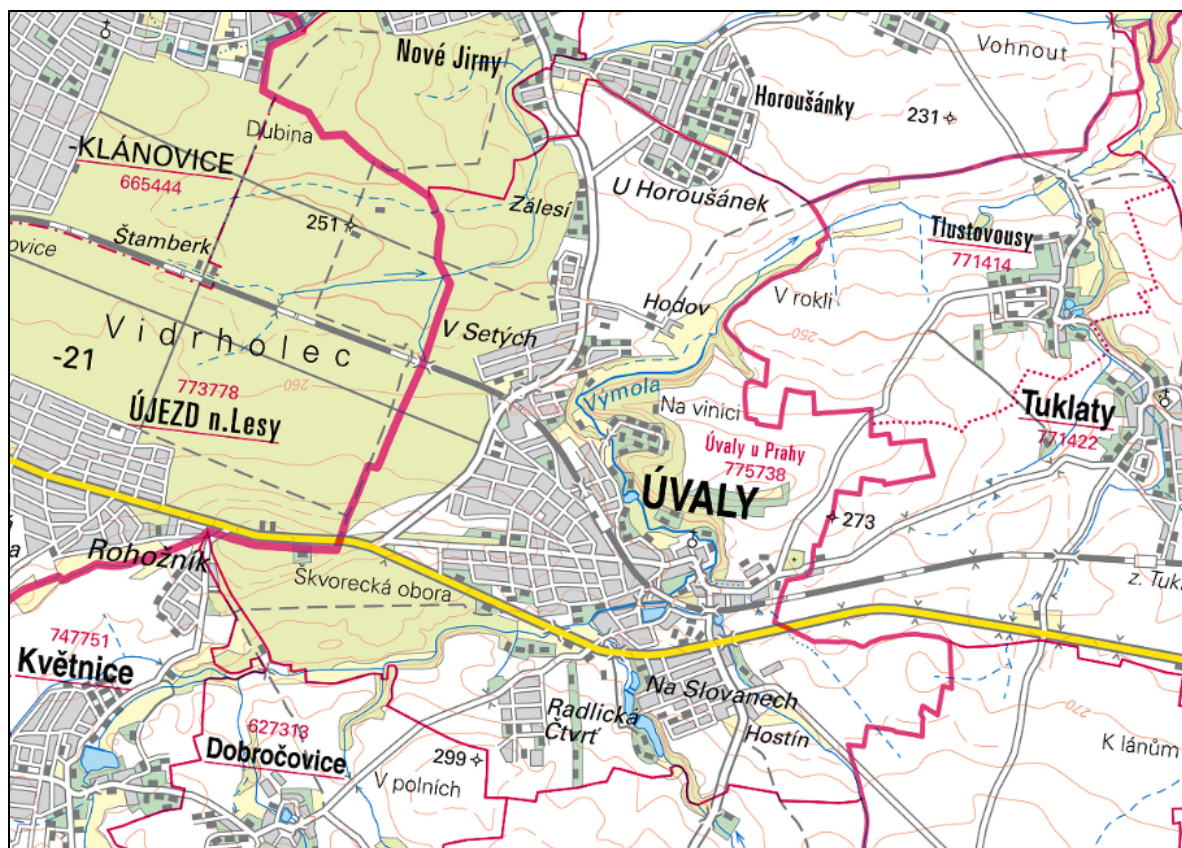 Nové Jirny
Vohnout
Horoušánky
231
Dubina
-KLÁNOVICE
665444
U Horoušánek
Zálesí
251
Štamberk
ovice
Tlustovousy
771414
V rokli
Hodov
V Setých
250
Vidrholec
-21
773778
260
ÚJEZD n.Lesy
Výmola
Na vinici
Tuklaty
771422
Úvaly u Prahy
775738
ÚVALY
273
a
Rohožník
Škvorecká obora
z. Tukl
747751
Květnice
Na Slovanech
Radlická
Čtvrť
Hostín
270
627313
Dobročovice
299
V polních
K lánům